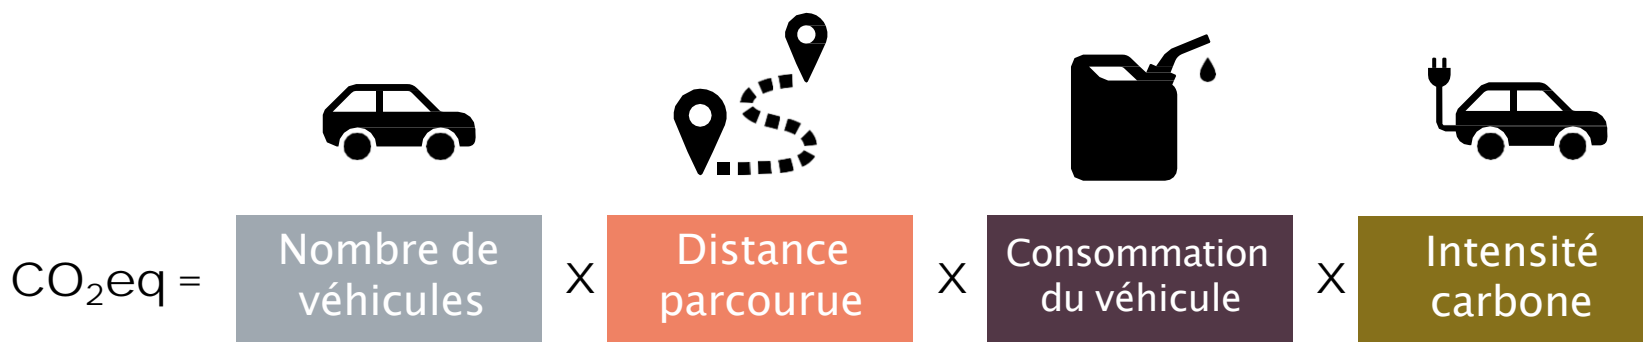 CO₂eq = Nombre de véhicules X Distance parcourue X Consommation du véhicule X Intensité carbone